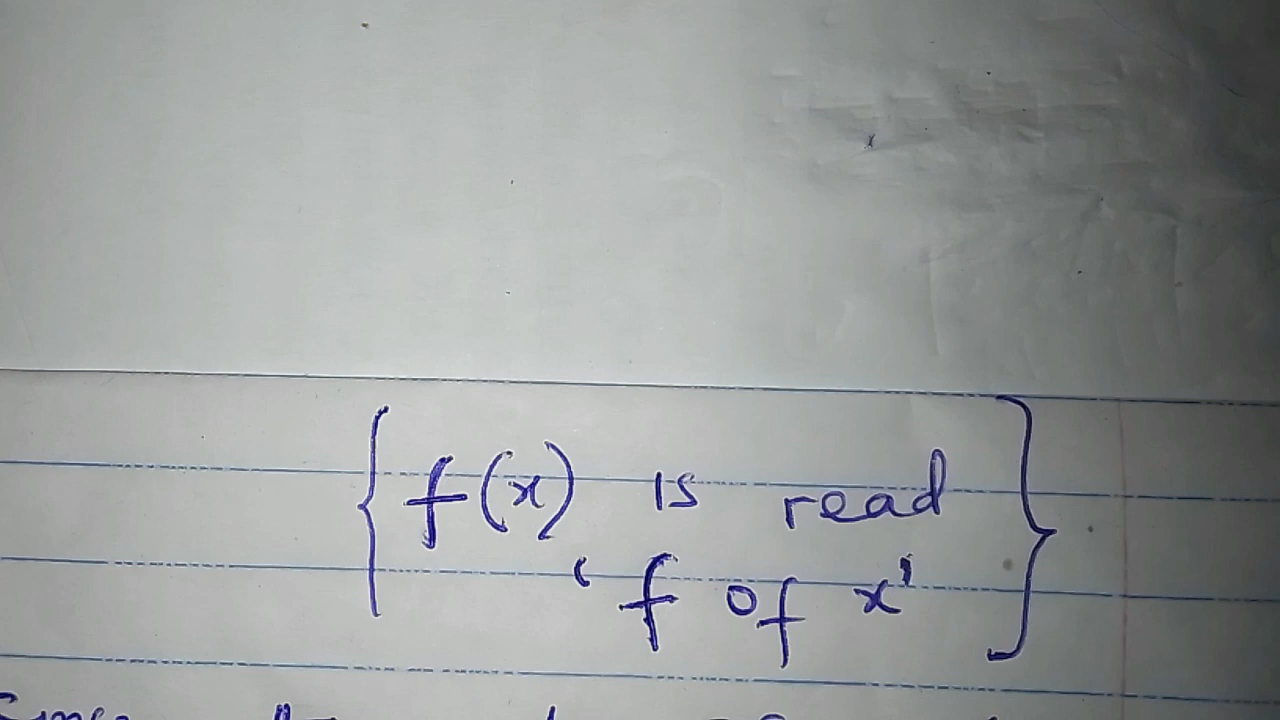 { f(x) is read
'f of x' }